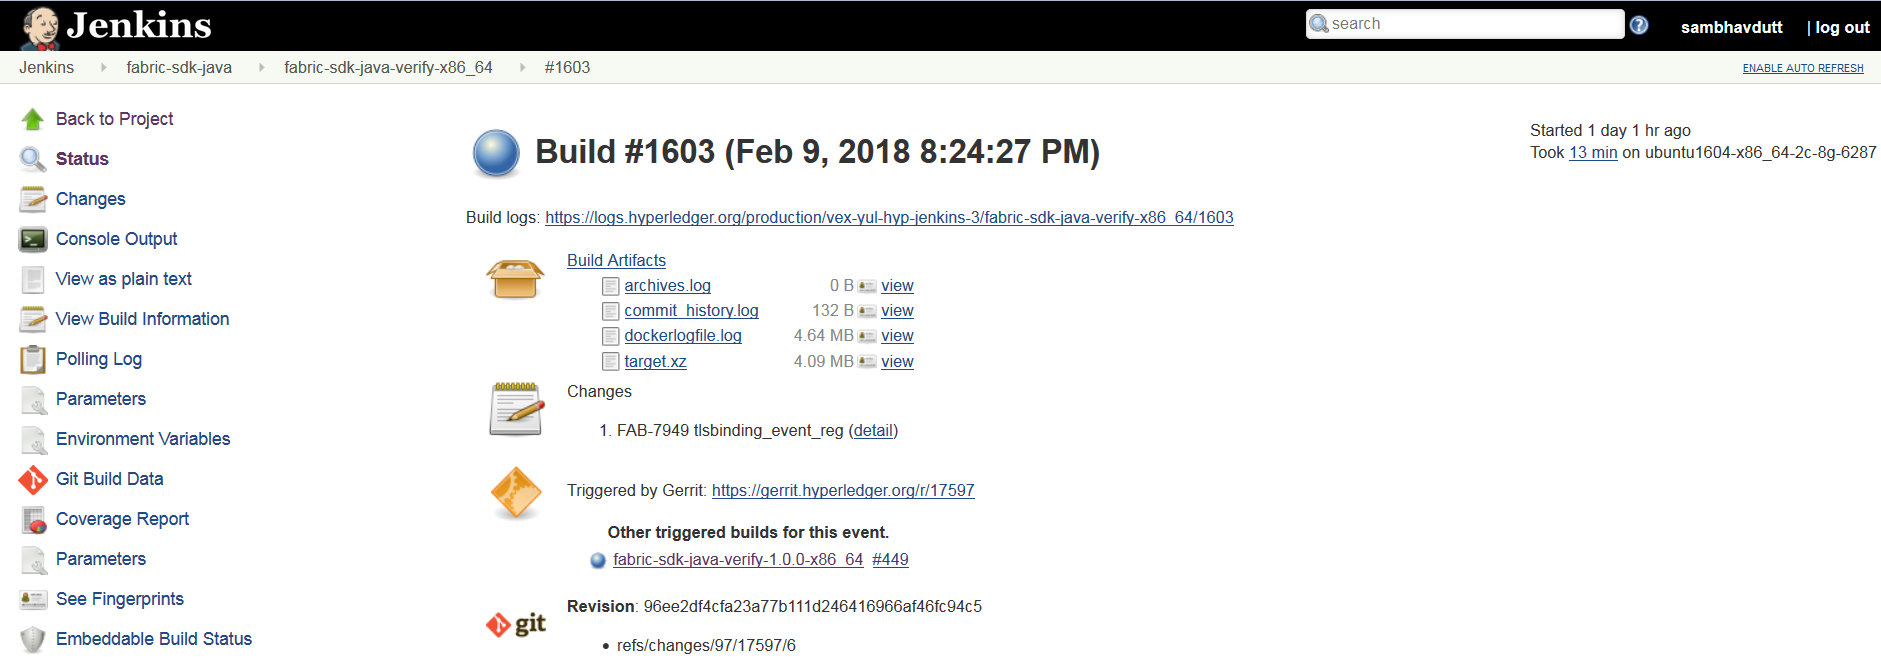 Jenkins
search
sambhavdutt | log out
Jenkins fabric-sdk-java fabric-sdk-java-verify-x86_64 #1603
ENABLE AUTO REFRESH
Back to Project
Status
Changes
Console Output
View as plain text
View Build Information
Polling Log
Parameters
Environment Variables
Git Build Data
Coverage Report
Parameters
See Fingerprints
Embeddable Build Status
Build #1603 (Feb 9, 2018 8:24:27 PM)
Started 1 day 1 hr ago
Took 13 min on ubuntu1604-x86_64-2c-8g-6287
Build logs: https://logs.hyperledger.org/production/vex-yul-hyp-jenkins-3/fabric-sdk-java-verify-x86_64/1603
Build Artifacts
archives.log 0 B view
commit_history.log 132 B view
dockerlogfile.log 4.64 MB view
target.xz 4.09 MB view
Changes
1. FAB-7949 tlsbinding_event_reg (detail)
Triggered by Gerrit: https://gerrit.hyperledger.org/r/17597
Other triggered builds for this event.
fabric-sdk-java-verify-1.0.0-x86_64 #449
git
Revision: 96ee2df4cfa23a77b111d246416966af46fc94c5
• refs/changes/97/17597/6